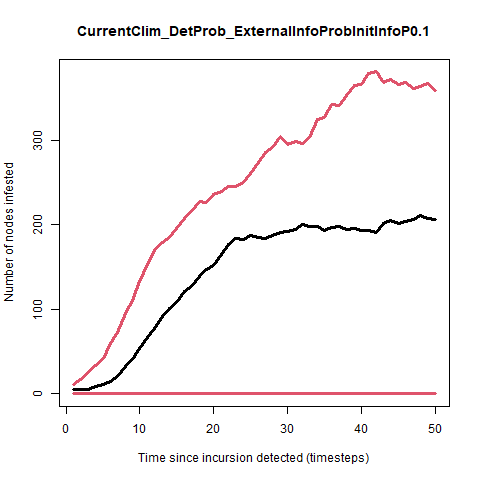 CurrentClim_DetProb_ExternalInfoProbInitInfoP0.1
Number of nodes infested
300
200
100
0
0 10 20 30 40 50
Time since incursion detected (timesteps)